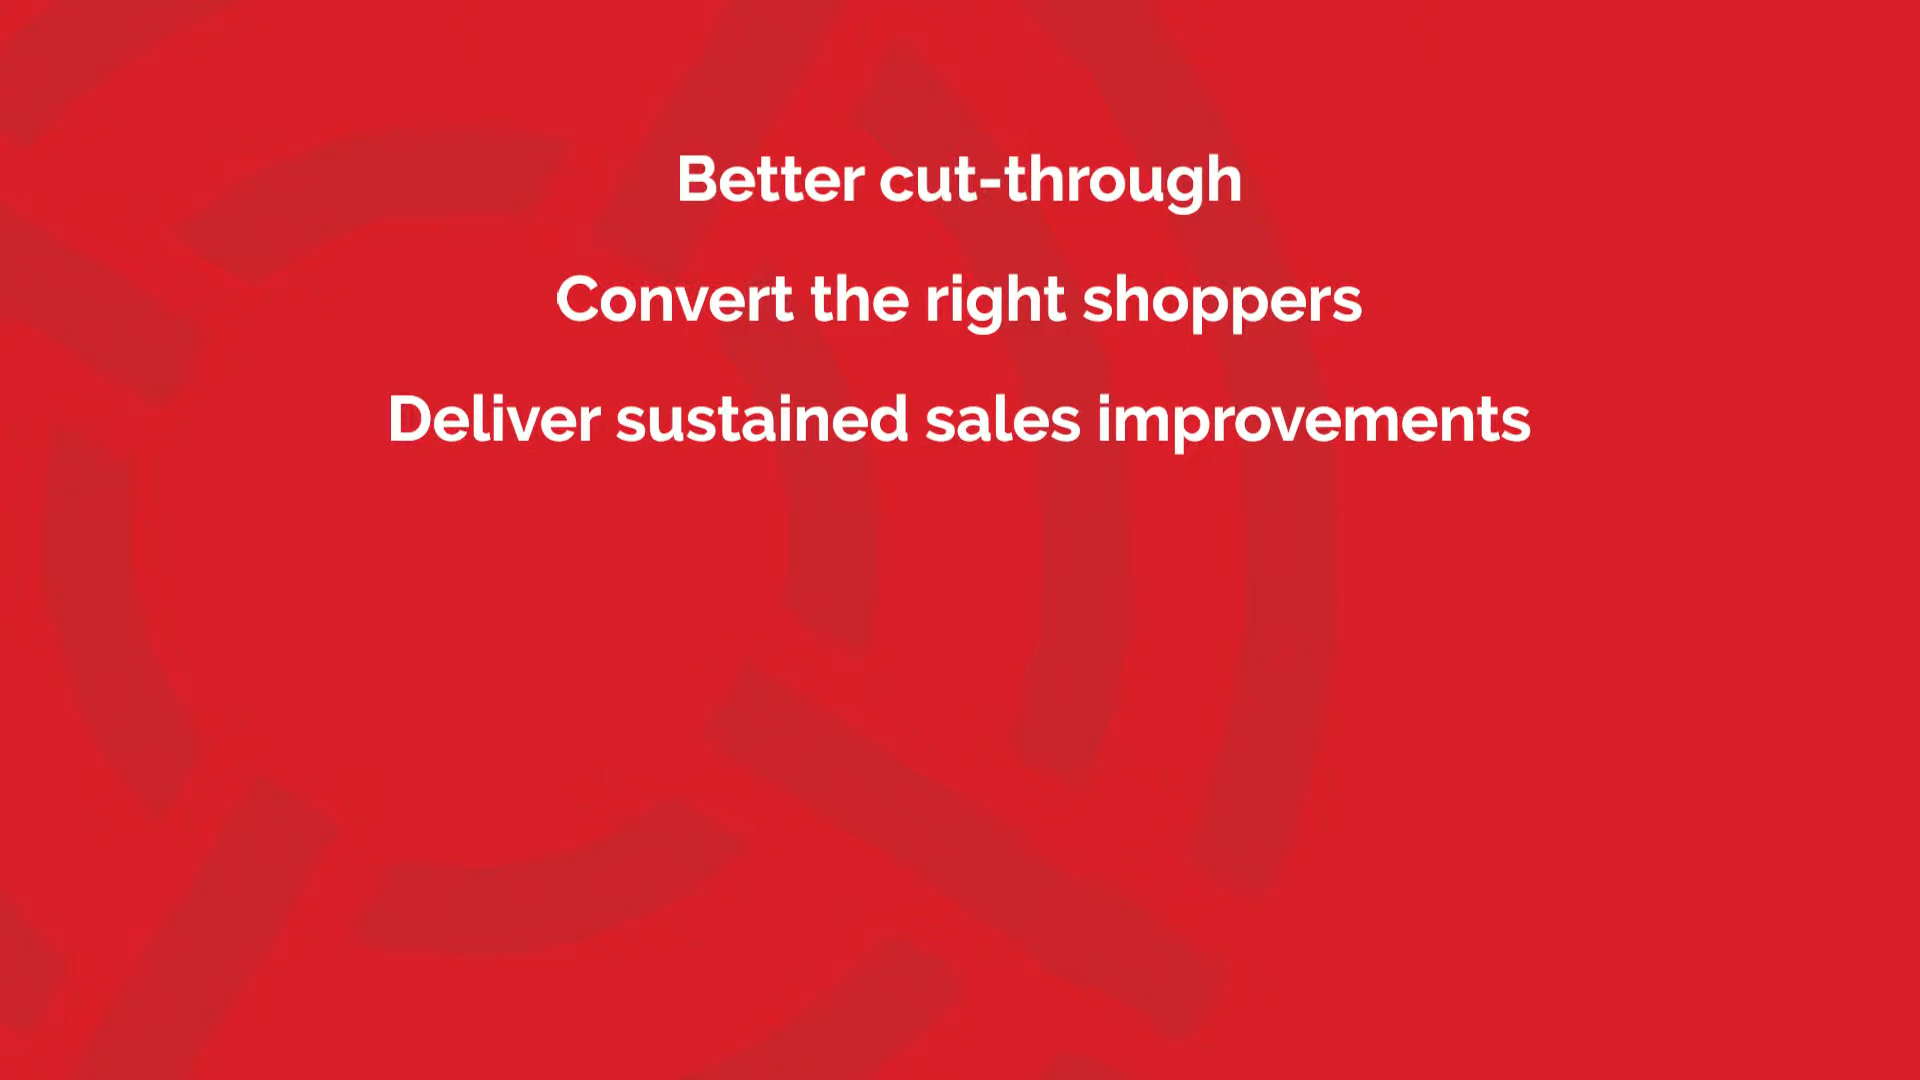 Better cut-through
Convert the right shoppers
Deliver sustained sales improvements